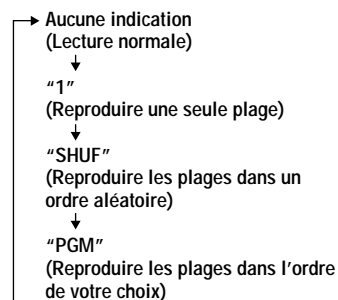 Aucune indication
(Lecture normale)
“1”
(Reproduire une seule plage)
“SHUF”
(Reproduire les plages dans un
ordre aléatoire)
“PGM”
(Reproduire les plages dans l’ordre
de votre choix)